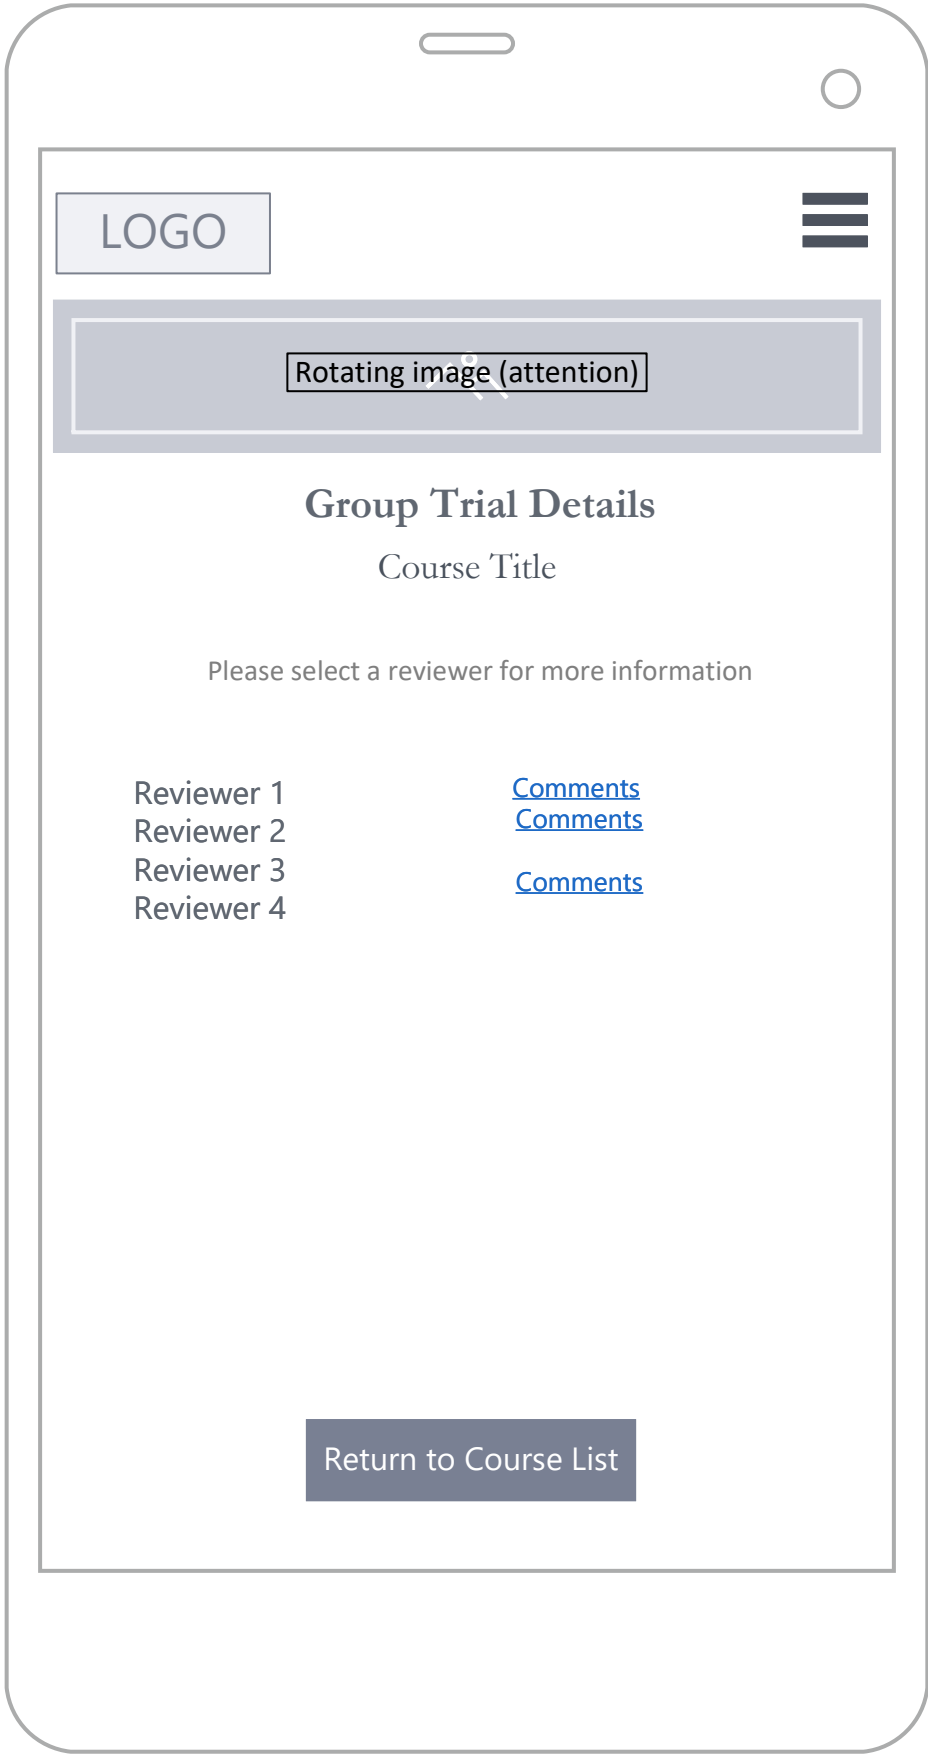 LOGO
Rotating image (attention)
Group Trial Details
Course Title
Please select a reviewer for more information
Reviewer 1 Comments
Reviewer 2 Comments
Reviewer 3 Comments
Reviewer 4
Return to Course List